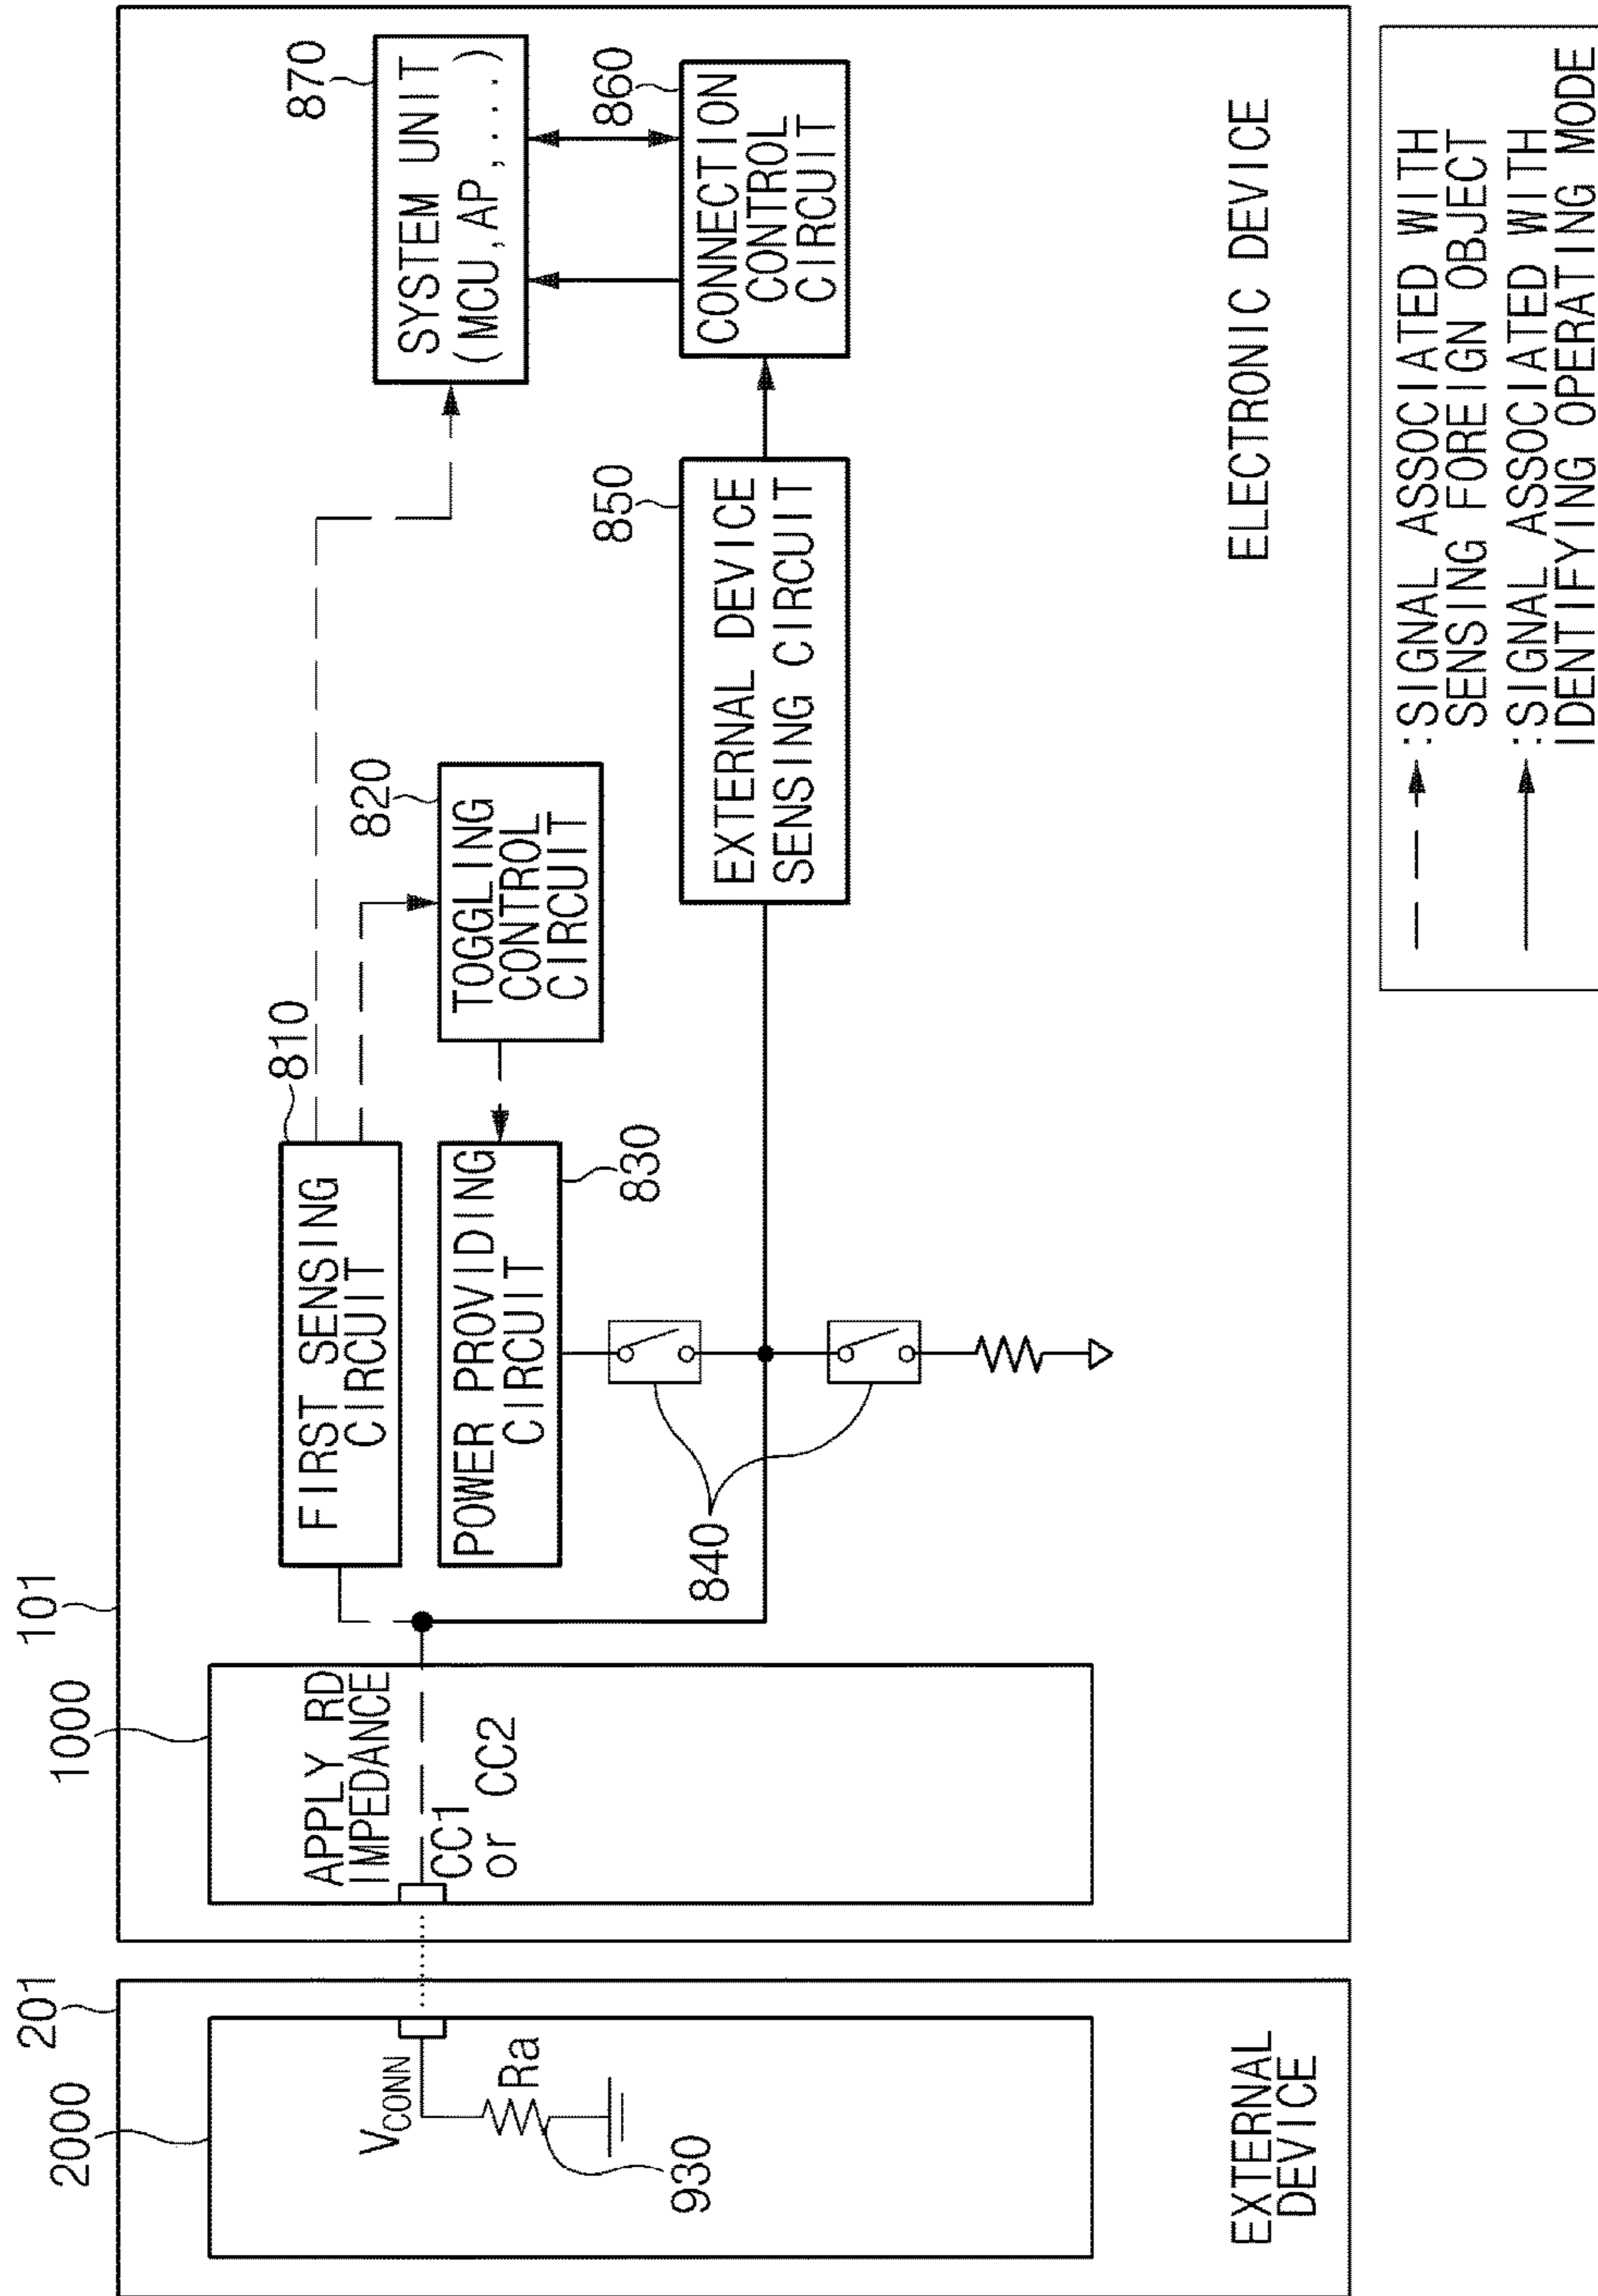 2000
201
V_CONN
Ra
930
EXTERNAL
DEVICE
1000
101
APPLY RD
IMPEDANCE
CC1
or CC2
810
FIRST SENSING
CIRCUIT
820
TOGGLING
CONTROL
CIRCUIT
POWER PROVIDING
CIRCUIT
830
840
850
EXTERNAL DEVICE
SENSING CIRCUIT
870
SYSTEM UNIT
(MCU,AP,...)
860
CONNECTION
CONTROL
CIRCUIT
ELECTRONIC DEVICE
:SIGNAL ASSOCIATED WITH
SENSING FOREIGN OBJECT
:SIGNAL ASSOCIATED WITH
IDENTIFYING OPERATING MODE